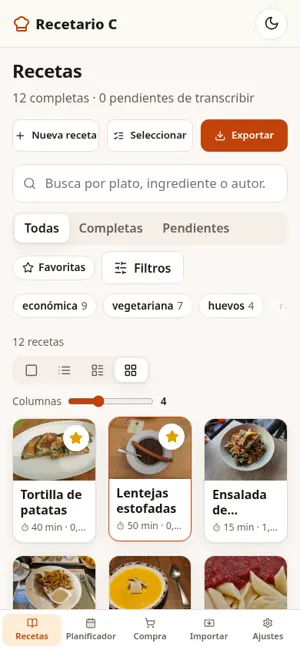 Recetario C
Recetas
12 completas · 0 pendientes de transcribir
Nueva receta
Seleccionar
Exportar
Busca por plato, ingrediente o autor.
Todas
Completas
Pendientes
Favoritas
Filtros
económica 9
vegetariana 7
huevos 4
12 recetas
Columnas
4
Tortilla de
patatas
40 min · 0,...
Lentejas
estofadas
50 min · 0,...
Ensalada
de...
15 min · 1,...
Recetas
Planificador
Compra
Importar
Ajustes